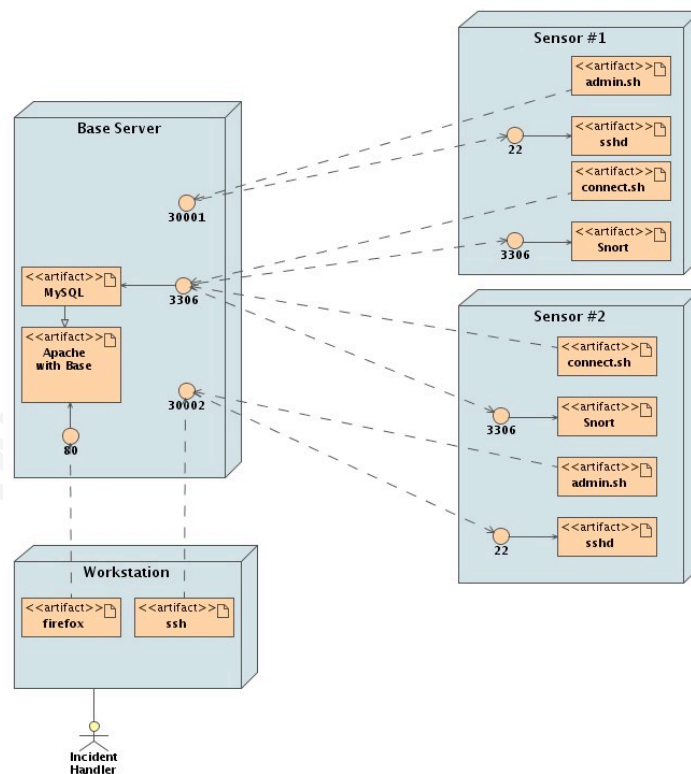 Sensor #1
<<artifact>>
admin.sh
<<artifact>>
sshd
22
<<artifact>>
connect.sh
<<artifact>>
Snort
3306
Base Server
30001
<<artifact>>
MySQL
3306
<<artifact>>
Apache
with Base
30002
80
Sensor #2
<<artifact>>
connect.sh
<<artifact>>
Snort
3306
<<artifact>>
admin.sh
<<artifact>>
sshd
22
Workstation
<<artifact>>
firefox
<<artifact>>
ssh
Incident
Handler